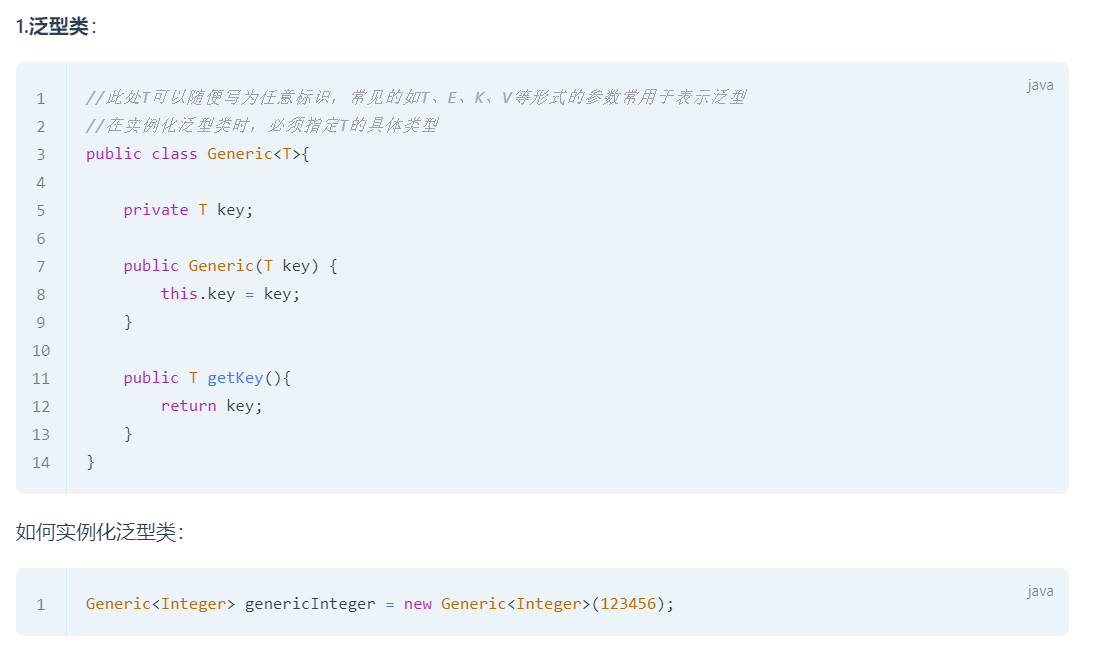 1.泛型类：
java
1 //此处T可以随便写为任意标识，常见的如T、E、K、V等形式的参数常用于表示泛型
2 //在实例化泛型类时，必须指定T的具体类型
3 public class Generic<T>{
4
5     private T key;
6
7     public Generic(T key) {
8         this.key = key;
9     }
10
11     public T getKey(){
12         return key;
13     }
14 }
如何实例化泛型类：
java
1 Generic<Integer> genericInteger = new Generic<Integer>(123456);